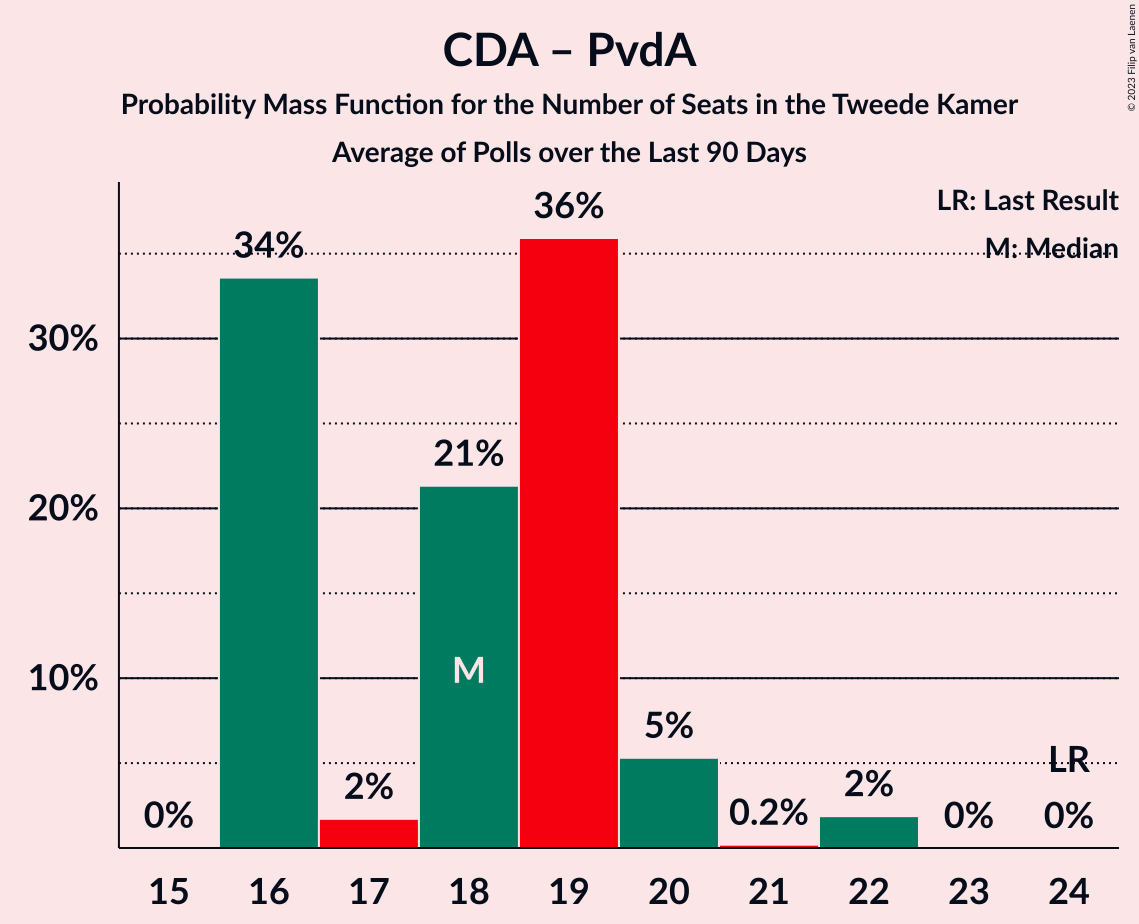 CDA – PvdA
Probability Mass Function for the Number of Seats in the Tweede Kamer
Average of Polls over the Last 90 Days
© 2023 Filip van Laenen
LR: Last Result
M: Median
30%
20%
10%
0%
34%
2%
21%
M
36%
5%
0.2%
2%
0%
LR
0%
15 16 17 18 19 20 21 22 23 24